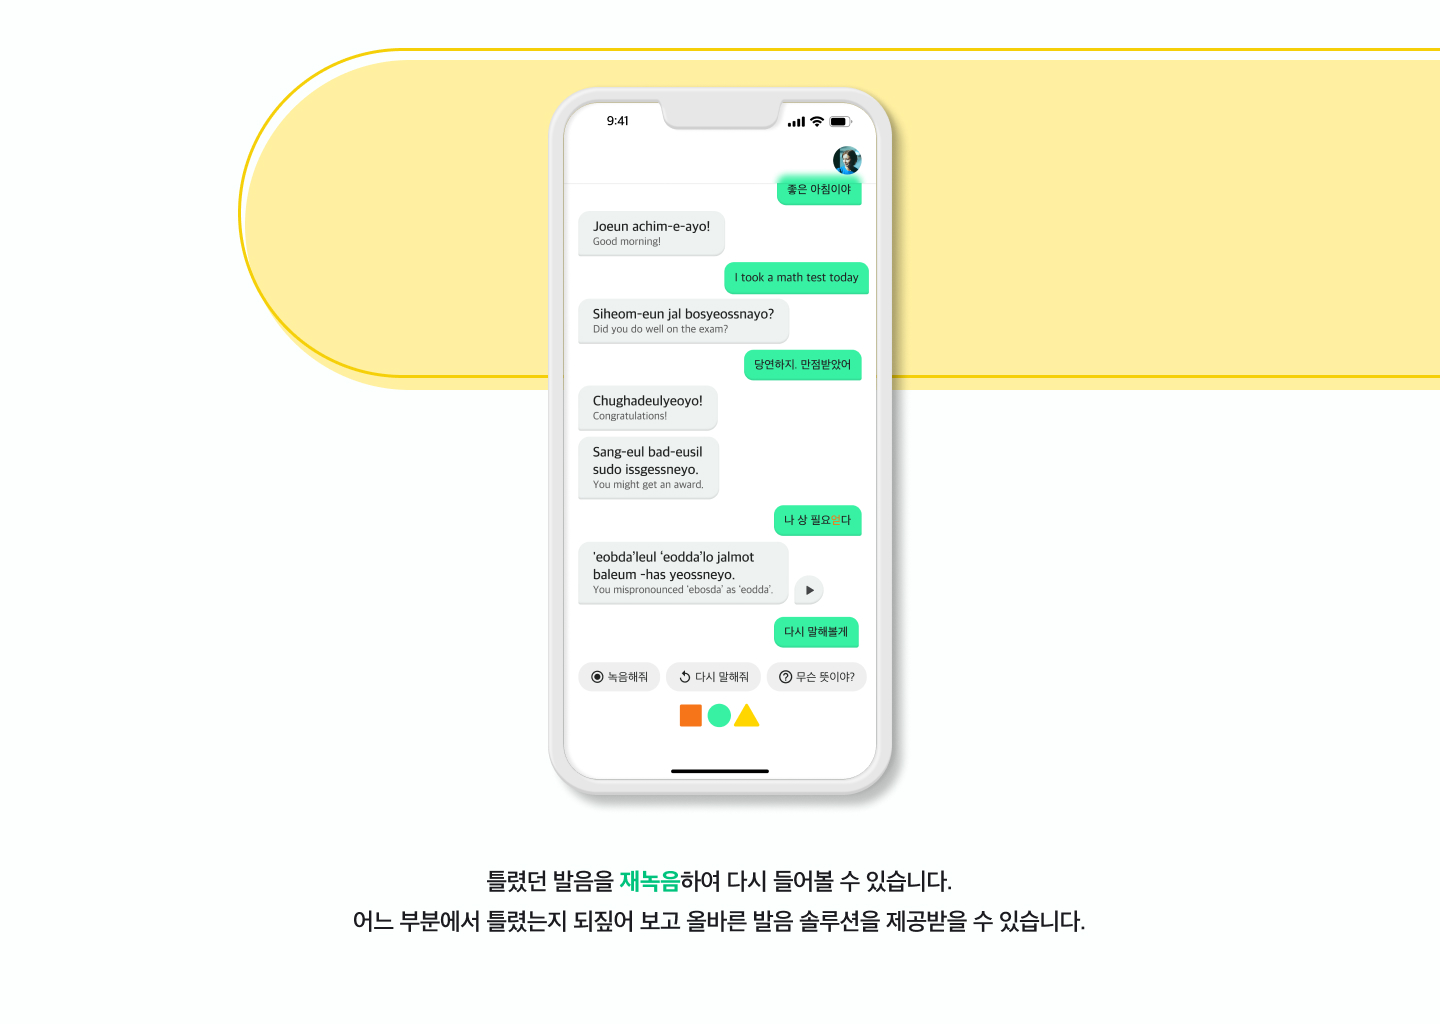 9:41
좋은 아침이야
Joeun achim-e-ayo!
Good morning!
I took a math test today
Siheom-eun jal bosyeossnayo?
Did you do well on the exam?
당연하지. 만점받았어
Chughadeulyeoyo!
Congratulations!
Sang-eul bad-eusil
sudo issgessneyo.
You might get an award.
나 상 필요업다
'eobda’leul ‘eodda’lo jalmot
baleum -has yeossneyo.
You mispronounced ‘ebosda’ as ‘eodda’.
다시 말해볼게
녹음해줘
다시 말해줘
무슨 뜻이야?
틀렸던 발음을 재녹음하여 다시 들어볼 수 있습니다.
어느 부분에서 틀렸는지 되짚어 보고 올바른 발음 솔루션을 제공받을 수 있습니다.